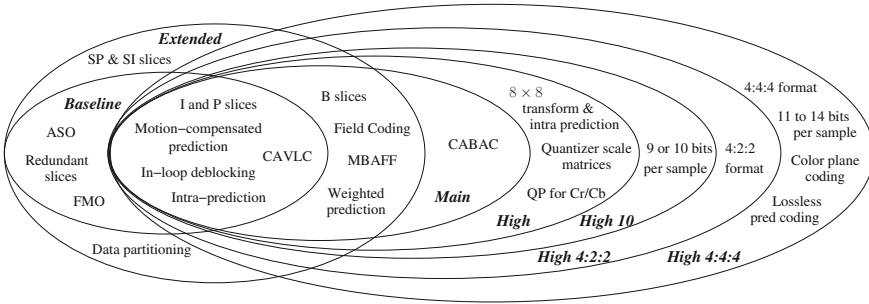 Extended
SP & SI slices
Baseline
ASO
Redundant
slices
FMO
Data partitioning
I and P slices
Motion−compensated
prediction
CAVLC
In−loop deblocking
Intra−prediction
B slices
Field Coding
MBAFF
Weighted
prediction
CABAC
Main
8 × 8
transform &
intra prediction
Quantizer scale
matrices
QP for Cr/Cb
High
9 or 10 bits
per sample
High 10
4:2:2
format
High 4:2:2
4:4:4 format
11 to 14 bits
per sample
Color plane
coding
Lossless
pred coding
High 4:4:4